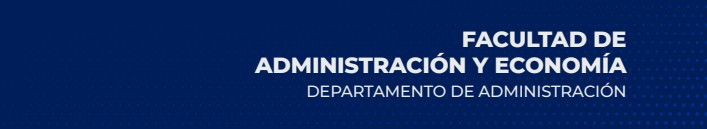 FACULTAD DE
ADMINISTRACIÓN Y ECONOMÍA
DEPARTAMENTO DE ADMINISTRACIÓN